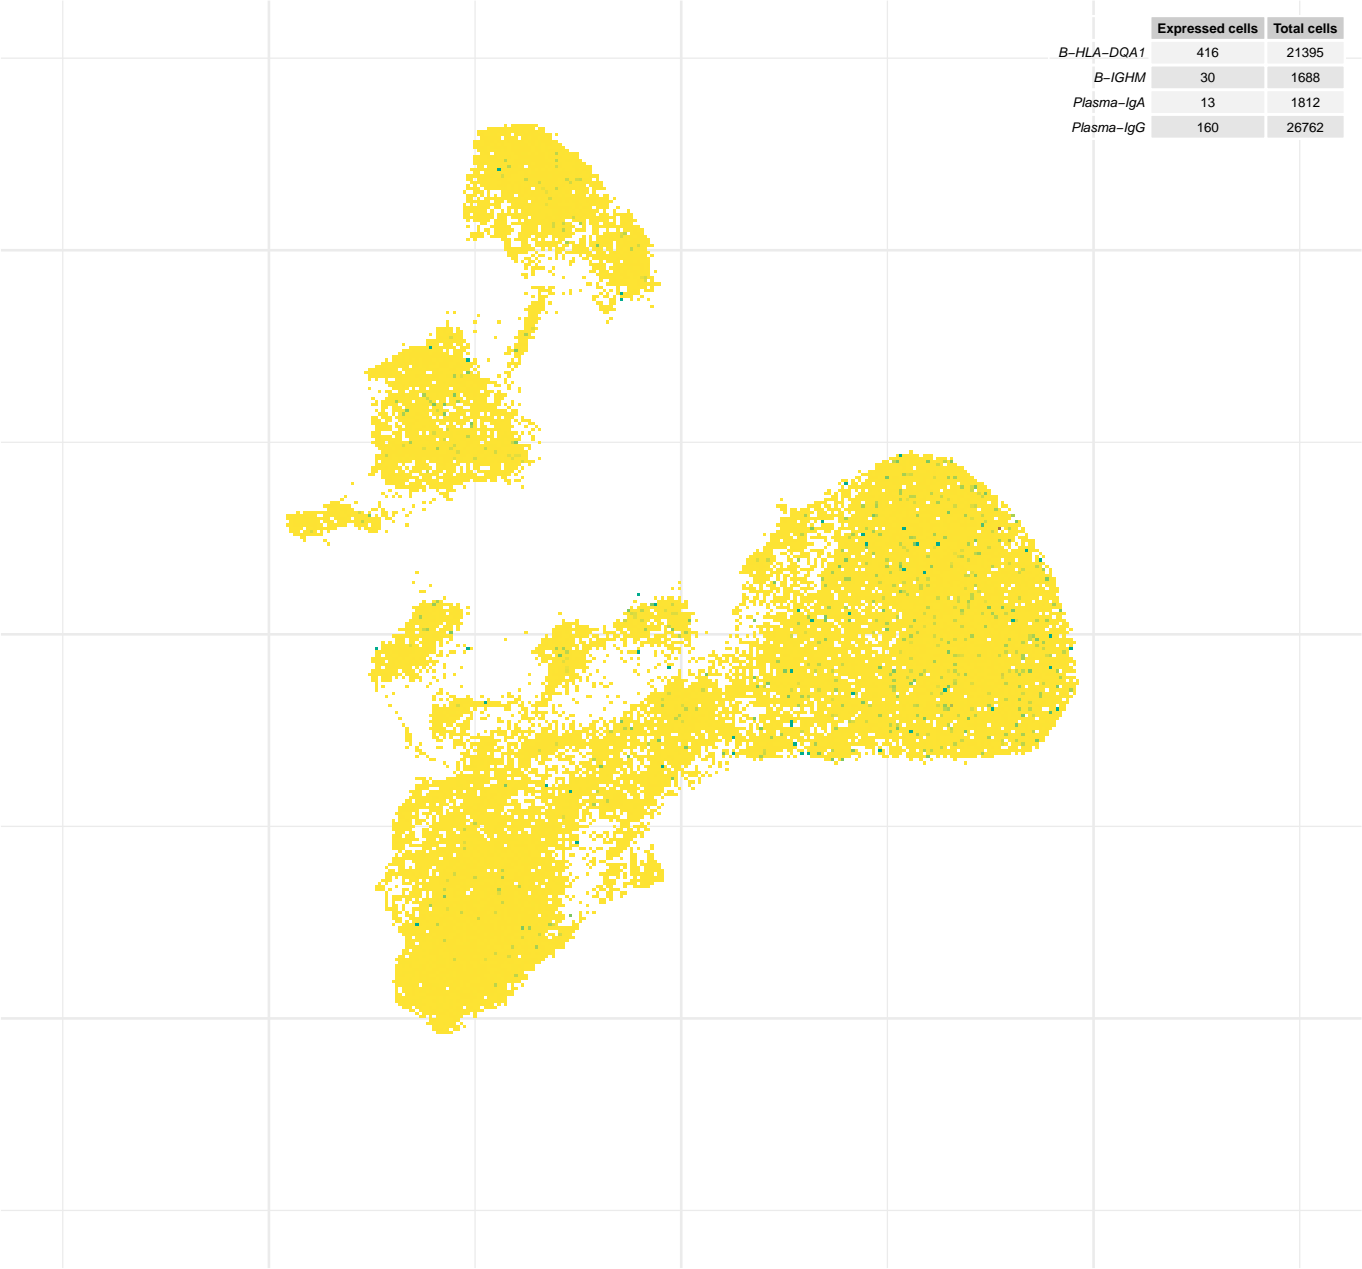 Expressed cells Total cells
B−HLA−DQA1 416 21395
B−IGHM 30 1688
Plasma−IgA 13 1812
Plasma−IgG 160 26762